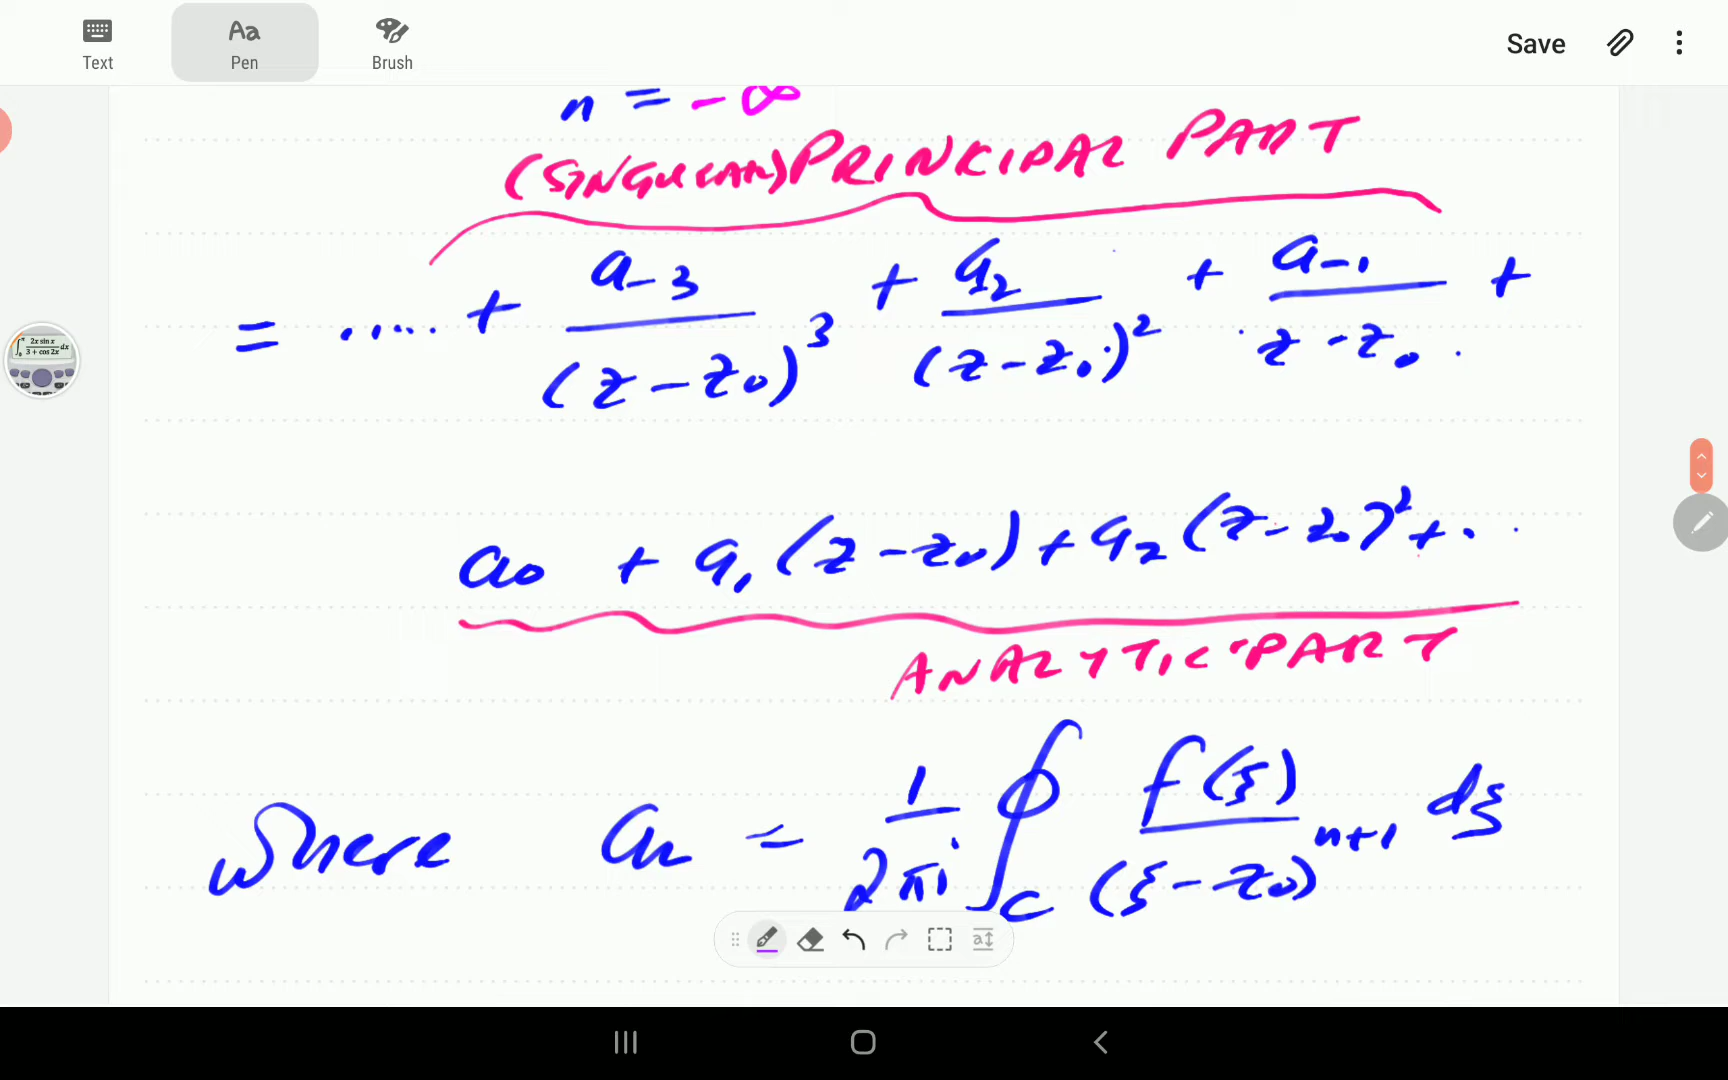 Text Pen Brush Save
n = - ∞
(SINGULAR) PRINCIPAL PART
= ..... + a-3/(z-z0)^3 + a2/(z-z0)^2 + a-1/z-z0 +
a0 + a1(z-z0) + a2(z-z0)^2 + ..
ANALYTIC PART
where an = 1/2πi ∮C f(ξ)/(ξ-z0)^n+1 dξ